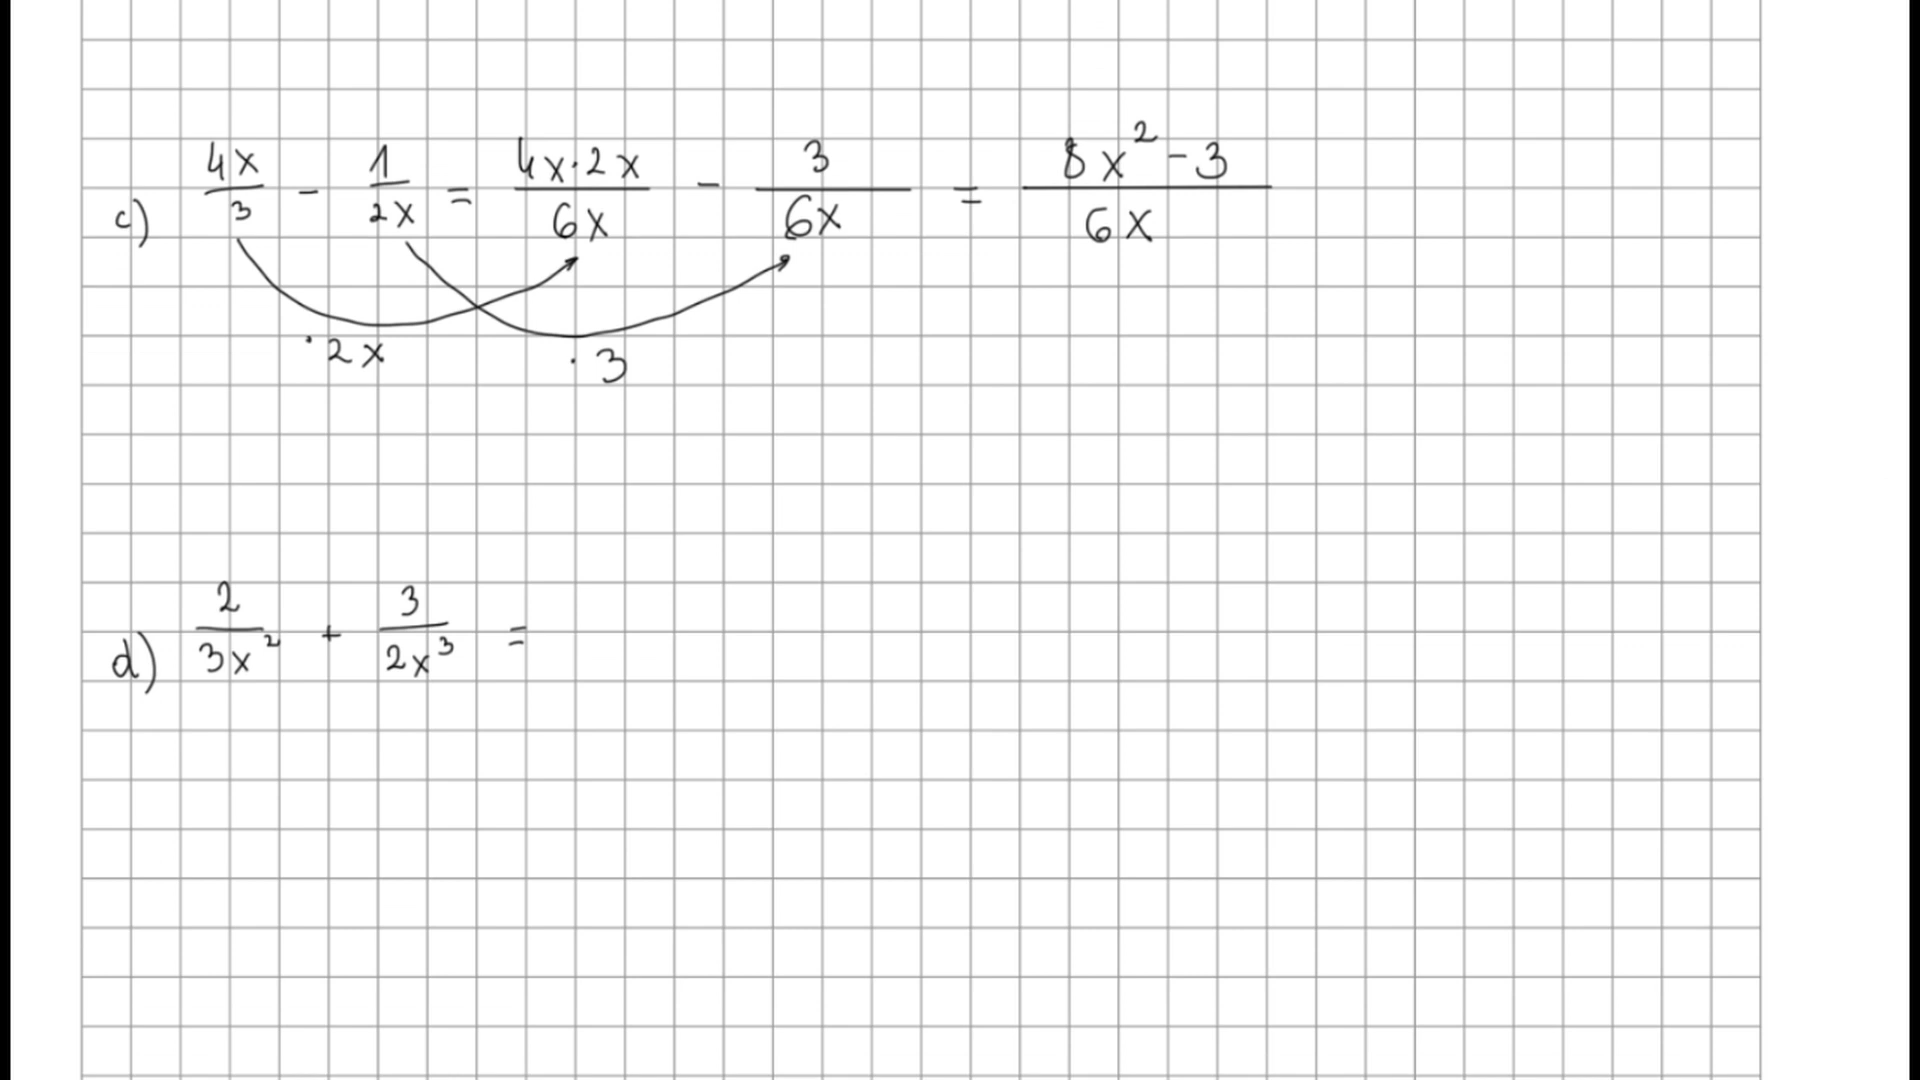 c) 4x/3 - 1/2x = 4x·2x/6x - 3/6x = 8x²-3/6x
·2x ·3
d) 2/3x² + 3/2x³ =